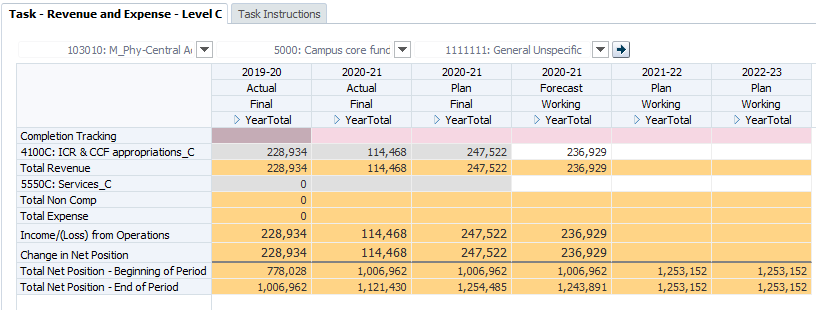 Task - Revenue and Expense - Level C Task Instructions
103010: M_Phy-Central 5000: Campus core func 1111111: General Unspecific
2019-20 2020-21 2020-21 2020-21 2021-22 2022-23
Actual Actual Plan Forecast Plan Plan
Final Final Final Working Working Working
YearTotal YearTotal YearTotal YearTotal YearTotal YearTotal
Completion Tracking
4100C: ICR & CCF appropriations_C 228,934 114,468 247,522 236,929
Total Revenue 228,934 114,468 247,522 236,929
5550C: Services_C 0
Total Non Comp 0
Total Expense 0
Income/(Loss) from Operations 228,934 114,468 247,522 236,929
Change in Net Position 228,934 114,468 247,522 236,929
Total Net Position - Beginning of Period 778,028 1,006,962 1,006,962 1,006,962 1,253,152 1,253,152
Total Net Position - End of Period 1,006,962 1,121,430 1,254,485 1,243,891 1,253,152 1,253,152